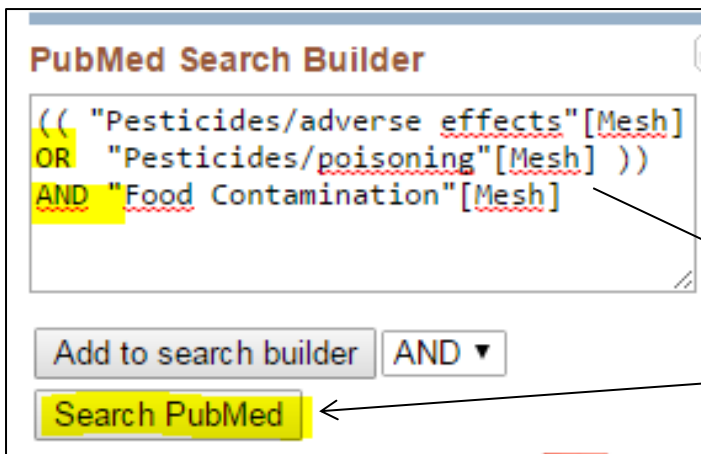 PubMed Search Builder
(( "Pesticides/adverse effects"[Mesh]
OR "Pesticides/poisoning"[Mesh] ))
AND "Food Contamination"[Mesh]
Add to search builder AND ▼
Search PubMed